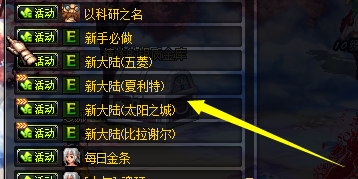 活动 以科研之名
活动 E 新手必做
活动 E 新大陆(五菱)
活动 E 新大陆(夏利特)
活动 E 新大陆(太阳之城)
活动 E 新大陆(比拉谢尔)
活动 每日金条
活动